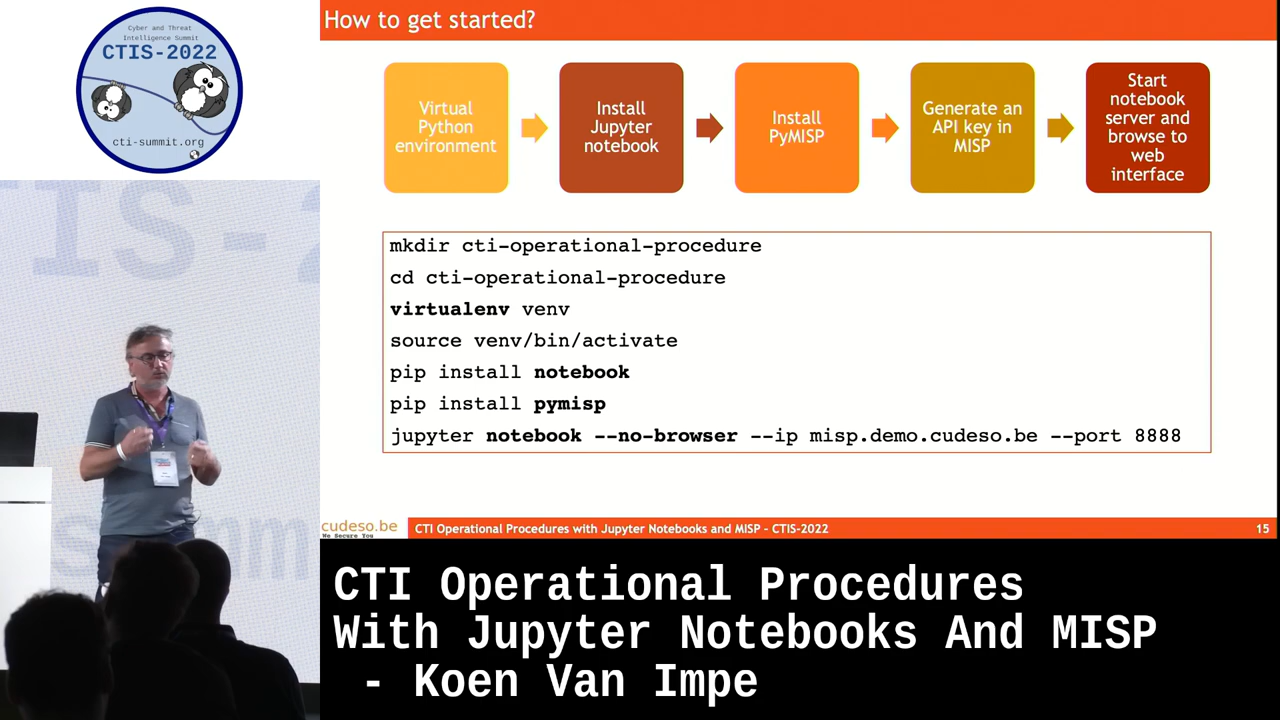 Cyber and Threat
Intelligence Summit
CTIS-2022
cti-summit.org
How to get started?
Virtual
Python
environment
Install
Jupyter
notebook
Install
PyMISP
Generate an
API key in
MISP
Start
notebook
server and
browse to
web
interface
mkdir cti-operational-procedure
cd cti-operational-procedure
virtualenv venv
source venv/bin/activate
pip install notebook
pip install pymisp
jupyter notebook --no-browser --ip misp.demo.cudeso.be --port 8888
cudeso.be
We Secure You
CTI Operational Procedures with Jupyter Notebooks and MISP - CTIS-2022
15
CTI Operational Procedures
With Jupyter Notebooks And MISP
- Koen Van Impe